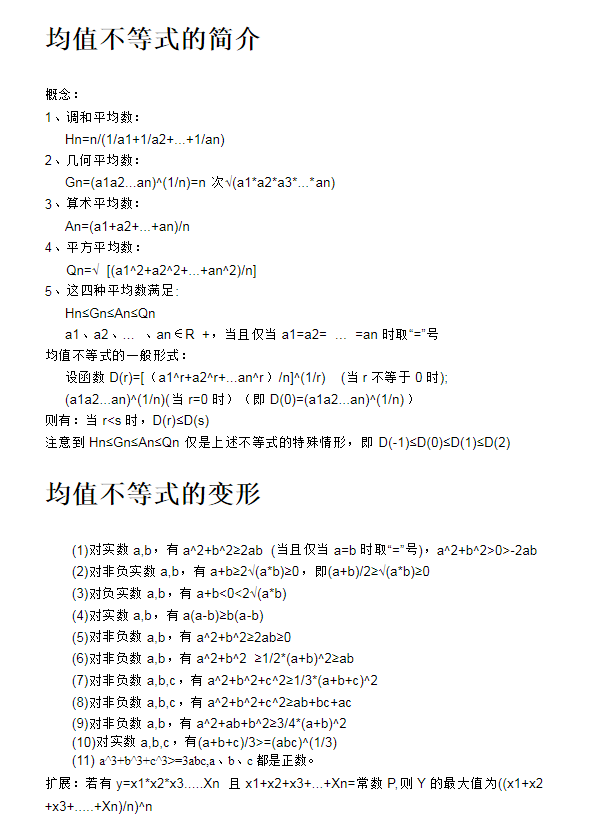 均值不等式的简介
概念：
1、调和平均数：
Hn=n/(1/a1+1/a2+...+1/an)
2、几何平均数：
Gn=(a1a2...an)^(1/n)=n 次√(a1*a2*a3*...*an)
3、算术平均数：
An=(a1+a2+...+an)/n
4、平方平均数：
Qn=√ [(a1^2+a2^2+...+an^2)/n]
5、这四种平均数满足:
Hn≤Gn≤An≤Qn
a1、a2、… 、an∈R +，当且仅当 a1=a2= … =an 时取“=”号
均值不等式的一般形式：
设函数 D(r)=[（a1^r+a2^r+...an^r）/n]^(1/r) (当 r 不等于 0 时);
(a1a2...an)^(1/n)(当 r=0 时）（即 D(0)=(a1a2...an)^(1/n)）
则有：当 r<s 时，D(r)≤D(s)
注意到 Hn≤Gn≤An≤Qn 仅是上述不等式的特殊情形，即 D(-1)≤D(0)≤D(1)≤D(2)
均值不等式的变形
(1)对实数 a,b，有 a^2+b^2≥2ab (当且仅当 a=b 时取“=”号)，a^2+b^2>0>-2ab
(2)对非负实数 a,b，有 a+b≥2√(a*b)≥0，即(a+b)/2≥√(a*b)≥0
(3)对负实数 a,b，有 a+b<0<2√(a*b)
(4)对实数 a,b，有 a(a-b)≥b(a-b)
(5)对非负数 a,b，有 a^2+b^2≥2ab≥0
(6)对非负数 a,b，有 a^2+b^2 ≥1/2*(a+b)^2≥ab
(7)对非负数 a,b,c，有 a^2+b^2+c^2≥1/3*(a+b+c)^2
(8)对非负数 a,b,c，有 a^2+b^2+c^2≥ab+bc+ac
(9)对非负数 a,b，有 a^2+ab+b^2≥3/4*(a+b)^2
(10)对实数 a,b,c，有(a+b+c)/3>=(abc)^(1/3)
(11) a^3+b^3+c^3>=3abc,a、b、c 都是正数。
扩展：若有 y=x1*x2*x3.....Xn 且 x1+x2+x3+...+Xn=常数 P,则 Y 的最大值为((x1+x2
+x3+.....+Xn)/n)^n